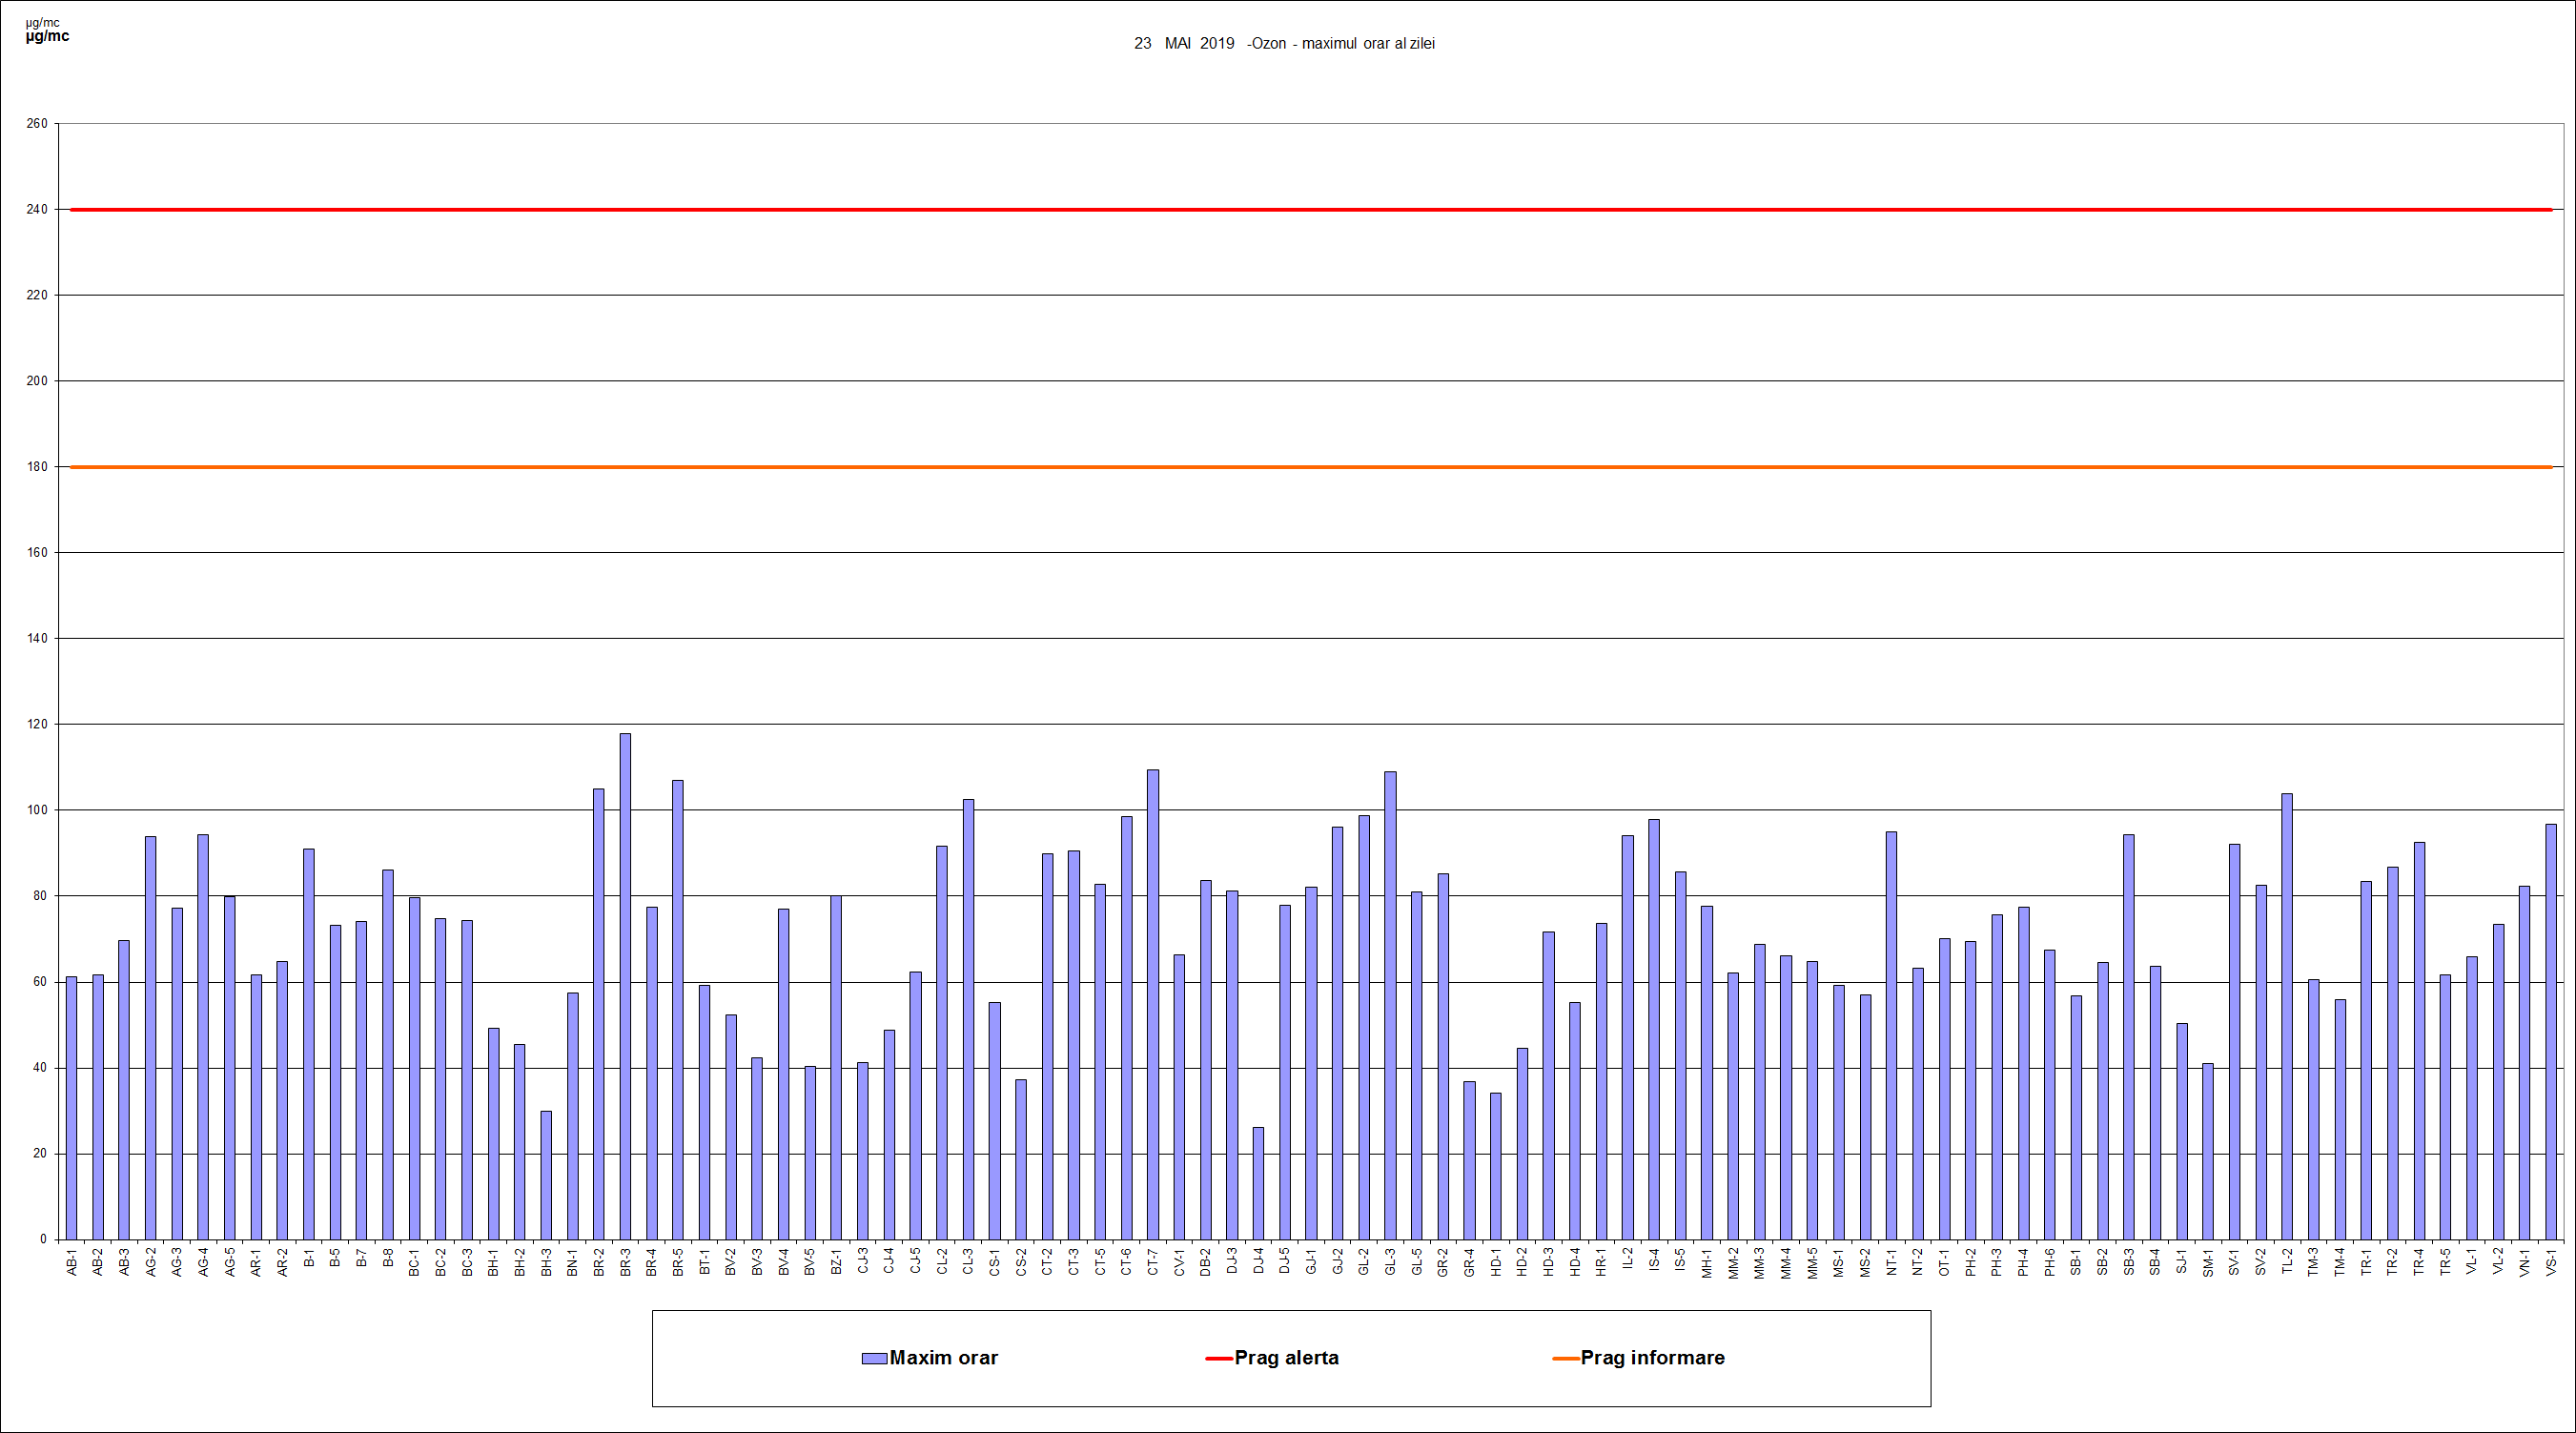 µg/mc
µg/mc
23 MAI 2019 -Ozon - maximul orar al zilei
260
240
220
200
180
160
140
120
100
80
60
40
20
0
AB-1 AB-2 AB-3 AG-2 AG-3 AG-4 AG-5 AR-1 AR-2 B-1 B-5 B-7 B-8 BC-1 BC-2 BC-3 BH-1 BH-2 BH-3 BN-1 BR-2 BR-3 BR-4 BR-5 BT-1 BV-2 BV-3 BV-4 BV-5 BZ-1 CJ-3 CJ-4 CJ-5 CL-2 CL-3 CS-1 CS-2 CT-2 CT-3 CT-5 CT-6 CT-7 CV-1 DB-2 DJ-3 DJ-4 DJ-5 GJ-1 GJ-2 GL-2 GL-3 GL-5 GR-2 GR-4 HD-1 HD-2 HD-3 HD-4 HR-1 IL-2 IS-4 IS-5 MH-1 MM-2 MM-3 MM-4 MM-5 MS-1 MS-2 NT-1 NT-2 OT-1 PH-2 PH-3 PH-4 PH-6 SB-1 SB-2 SB-3 SB-4 SJ-1 SM-1 SV-1 SV-2 TL-2 TM-3 TM-4 TR-1 TR-2 TR-4 TR-5 VL-1 VL-2 VN-1 VS-1
Maxim orar Prag alerta Prag informare